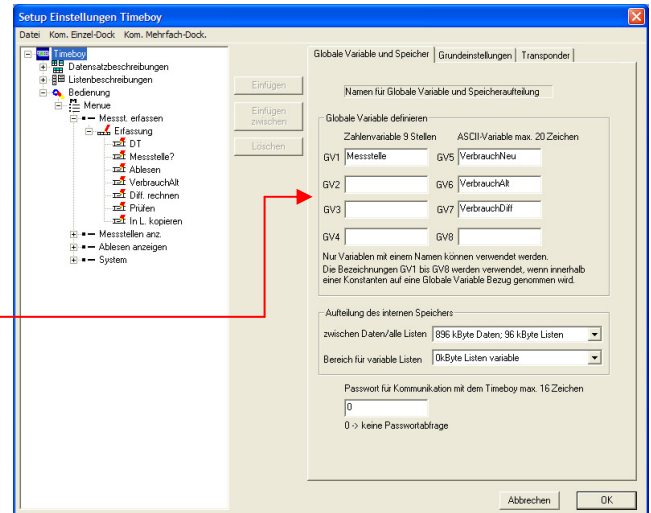 Setup Einstellungen Timeboy
Datei Kom. Einzel-Dock Kom. Mehrfach-Dock.
Timeboy
Datensatzbeschreibungen
Listenbeschreibungen
Bedienung
Menue
Messst. erfassen
Erfassung
DT
Messstelle?
Ablesen
VerbrauchAlt
Diff. rechnen
Prüfen
In L. kopieren
Messstellen anz.
Ablesen anzeigen
System
Einfügen
Einfügen
zwischen
Löschen
Globale Variable und Speicher Grundeinstellungen Transponder
Namen für Globale Variable und Speicheraufteilung
Globale Variable definieren
Zahlenvariable 9 Stellen ASCII-Variable max. 20 Zeichen
GV1 Messstelle GV5 VerbrauchNeu
GV2 GV6 VerbrauchAlt
GV3 GV7 VerbrauchDiff
GV4 GV8
Nur Variablen mit einem Namen können verwendet werden.
Die Bezeichnungen GV1 bis GV8 werden verwendet, wenn innerhalb
einer Konstanten auf eine Globale Variable Bezug genommen wird.
Aufteilung des internen Speichers
zwischen Daten/alle Listen 896 kByte Daten; 96 kByte Listen
Bereich für variable Listen 0kByte Listen variable
Passwort für Kommunikation mit dem Timeboy max. 16 Zeichen
0
0 -> keine Passwortabfrage
Abbrechen OK